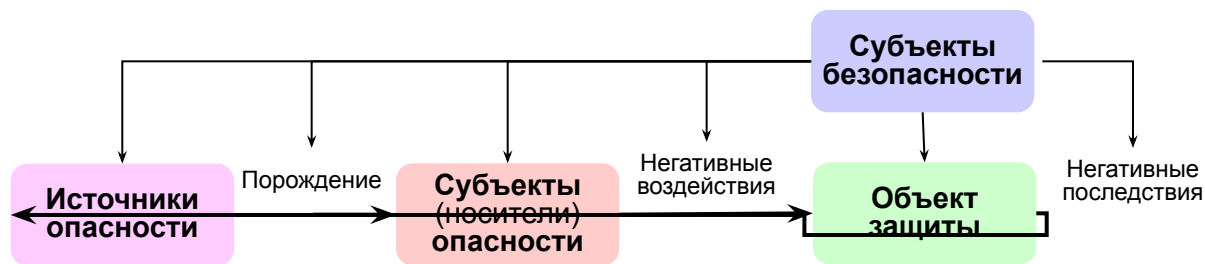 Субъекты
безопасности
Источники
опасности
Порождение
Субъекты
(носители)
опасности
Негативные
воздействия
Объект
защиты
Негативные
последствия